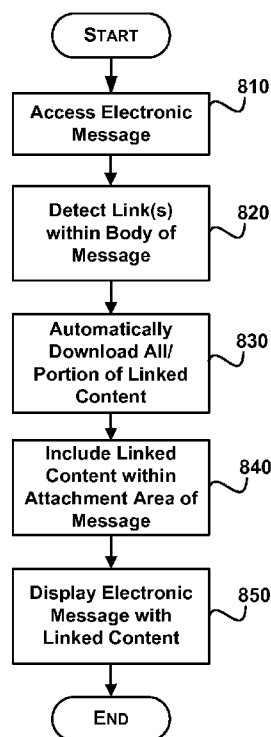 START
810
Access Electronic
Message
820
Detect Link(s)
within Body of
Message
830
Automatically
Download All/
Portion of Linked
Content
840
Include Linked
Content within
Attachment Area of
Message
850
Display Electronic
Message with
Linked Content
END